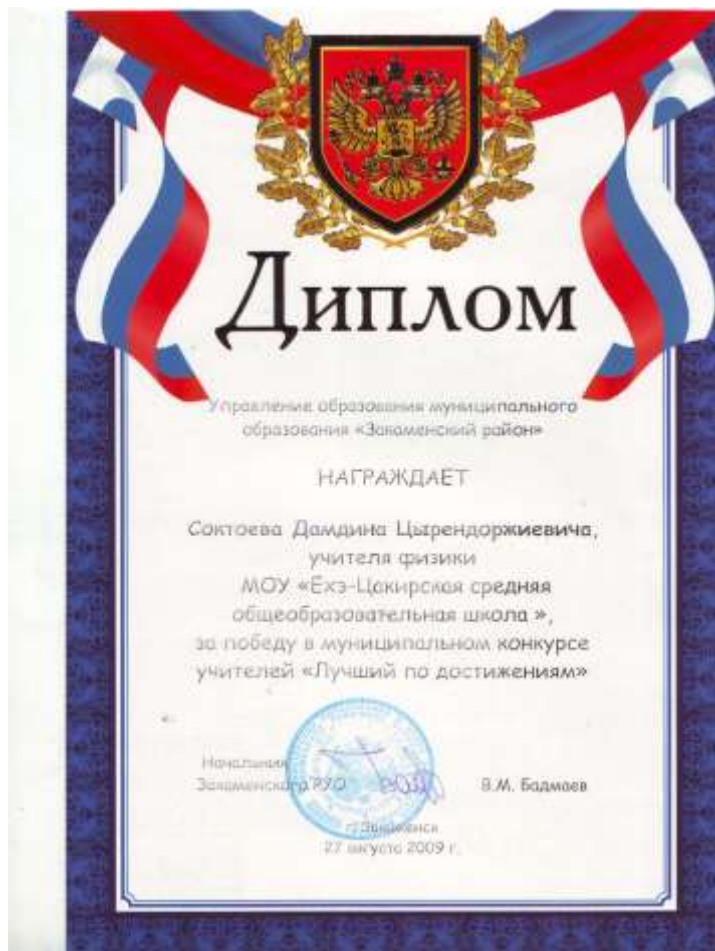 Диплом
Управление образования муниципального
образования «Закаменский район»
НАГРАЖДАЕТ
Соктоева Дамдина Цырендоржиевича,
учителя физики
МОУ «Ехэ-Цакирская средняя
общеобразовательная школа »,
за победу в муниципальном конкурсе
учителей «Лучший по достижениям»
Начальник
Закаменского РУО В.М. Бадмаев
г. Закаменск
27 августа 2009 г.